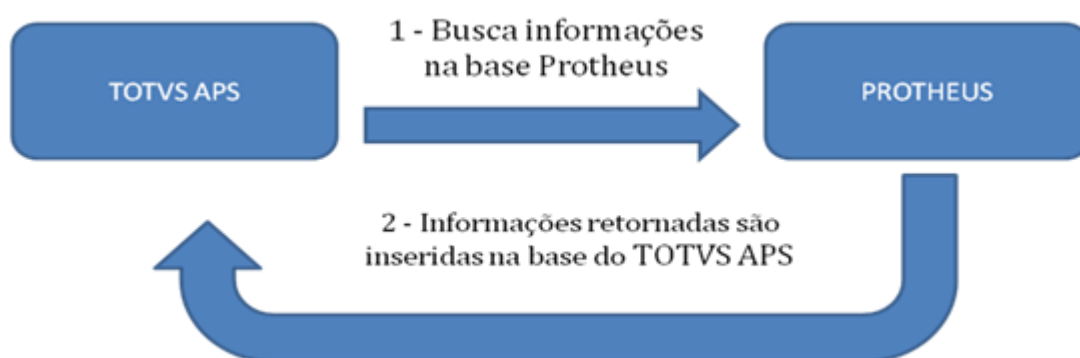 TOTVS APS
1 - Busca informações
na base Protheus
PROTHEUS
2 - Informações retornadas são
inseridas na base do TOTVS APS